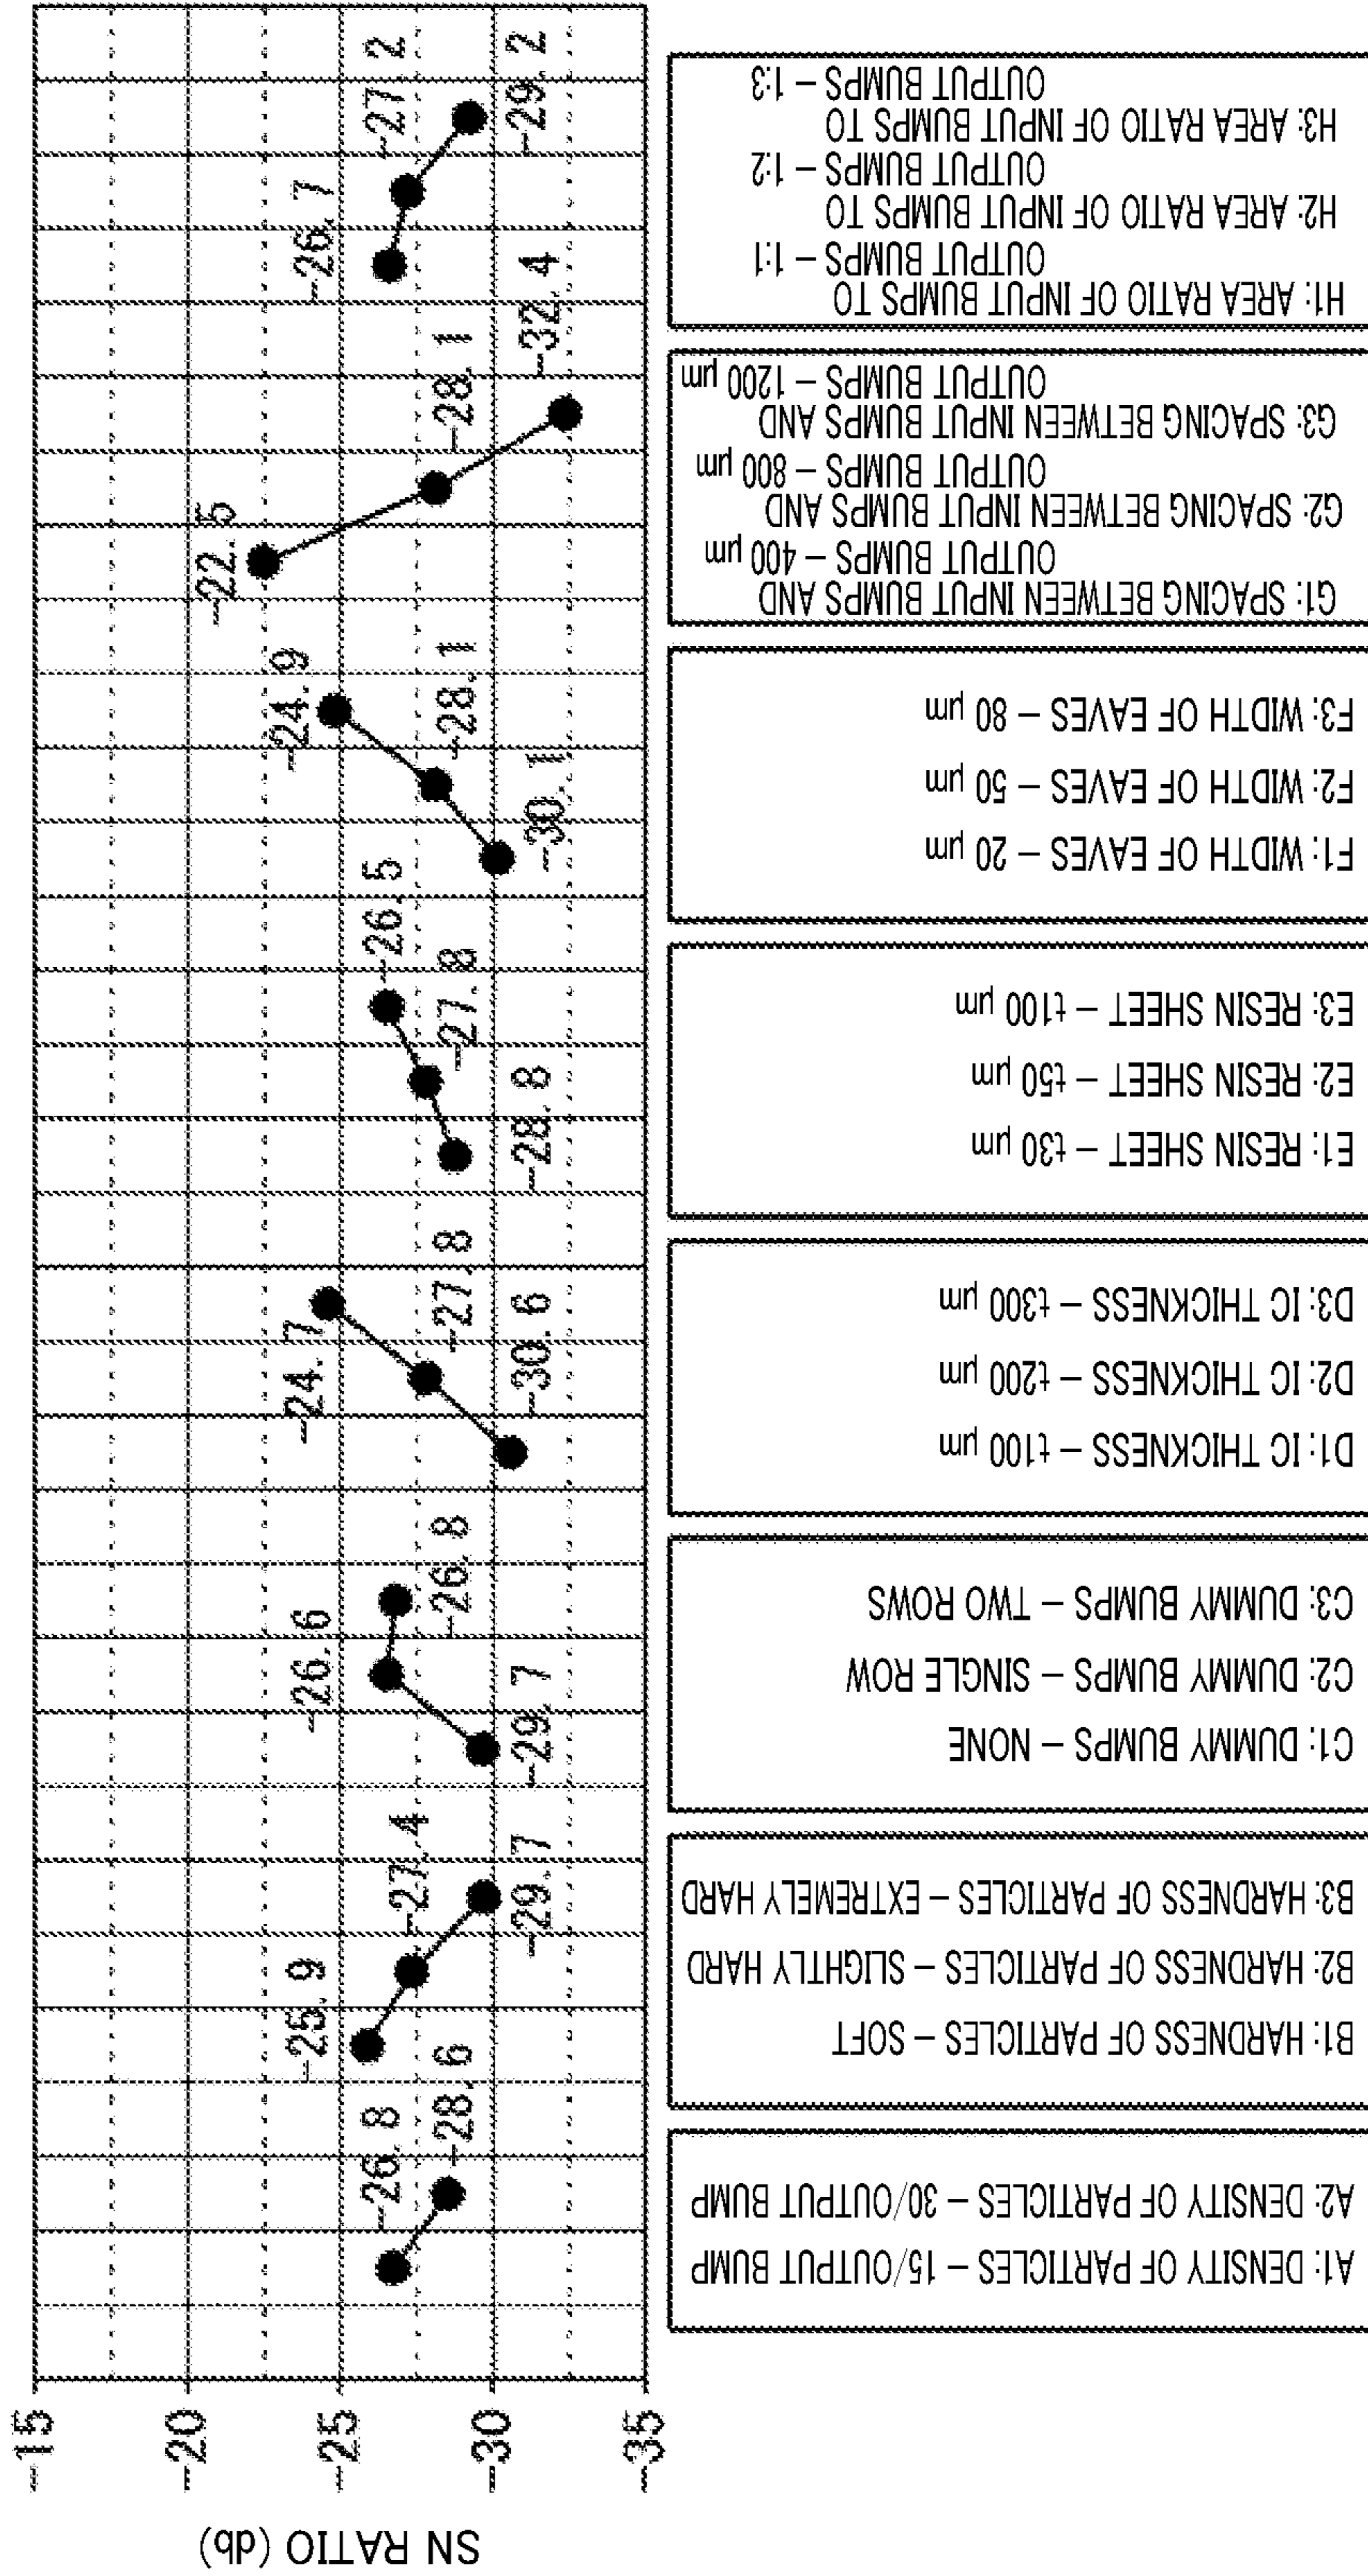 SN RATIO (db)
-15
-20
-25
-30
-35
-26. 8
-28. 6
-25. 9
-27. 4
-29. 7
-29. 7
-26. 6
-26. 8
-30. 6
-27. 8
-24. 7
-28. 8
-27. 8
-26. 5
-30. 1
-28. 1
-24. 9
-22. 5
-28. 1
-32. 4
-26. 7
-27. 2
-29. 2
A1: DENSITY OF PARTICLES – 15/OUTPUT BUMP
A2: DENSITY OF PARTICLES – 30/OUTPUT BUMP
B1: HARDNESS OF PARTICLES – SOFT
B2: HARDNESS OF PARTICLES – SLIGHTLY HARD
B3: HARDNESS OF PARTICLES – EXTREMELY HARD
C1: DUMMY BUMPS – NONE
C2: DUMMY BUMPS – SINGLE ROW
C3: DUMMY BUMPS – TWO ROWS
D1: IC THICKNESS – t100 μm
D2: IC THICKNESS – t200 μm
D3: IC THICKNESS – t300 μm
E1: RESIN SHEET – t30 μm
E2: RESIN SHEET – t50 μm
E3: RESIN SHEET – t100 μm
F1: WIDTH OF EAVES – 20 μm
F2: WIDTH OF EAVES – 50 μm
F3: WIDTH OF EAVES – 80 μm
G1: SPACING BETWEEN INPUT BUMPS AND
OUTPUT BUMPS – 400 μm
G2: SPACING BETWEEN INPUT BUMPS AND
OUTPUT BUMPS – 800 μm
G3: SPACING BETWEEN INPUT BUMPS AND
OUTPUT BUMPS – 1200 μm
H1: AREA RATIO OF INPUT BUMPS TO
OUTPUT BUMPS – 1:1
H2: AREA RATIO OF INPUT BUMPS TO
OUTPUT BUMPS – 1:2
H3: AREA RATIO OF INPUT BUMPS TO
OUTPUT BUMPS – 1:3